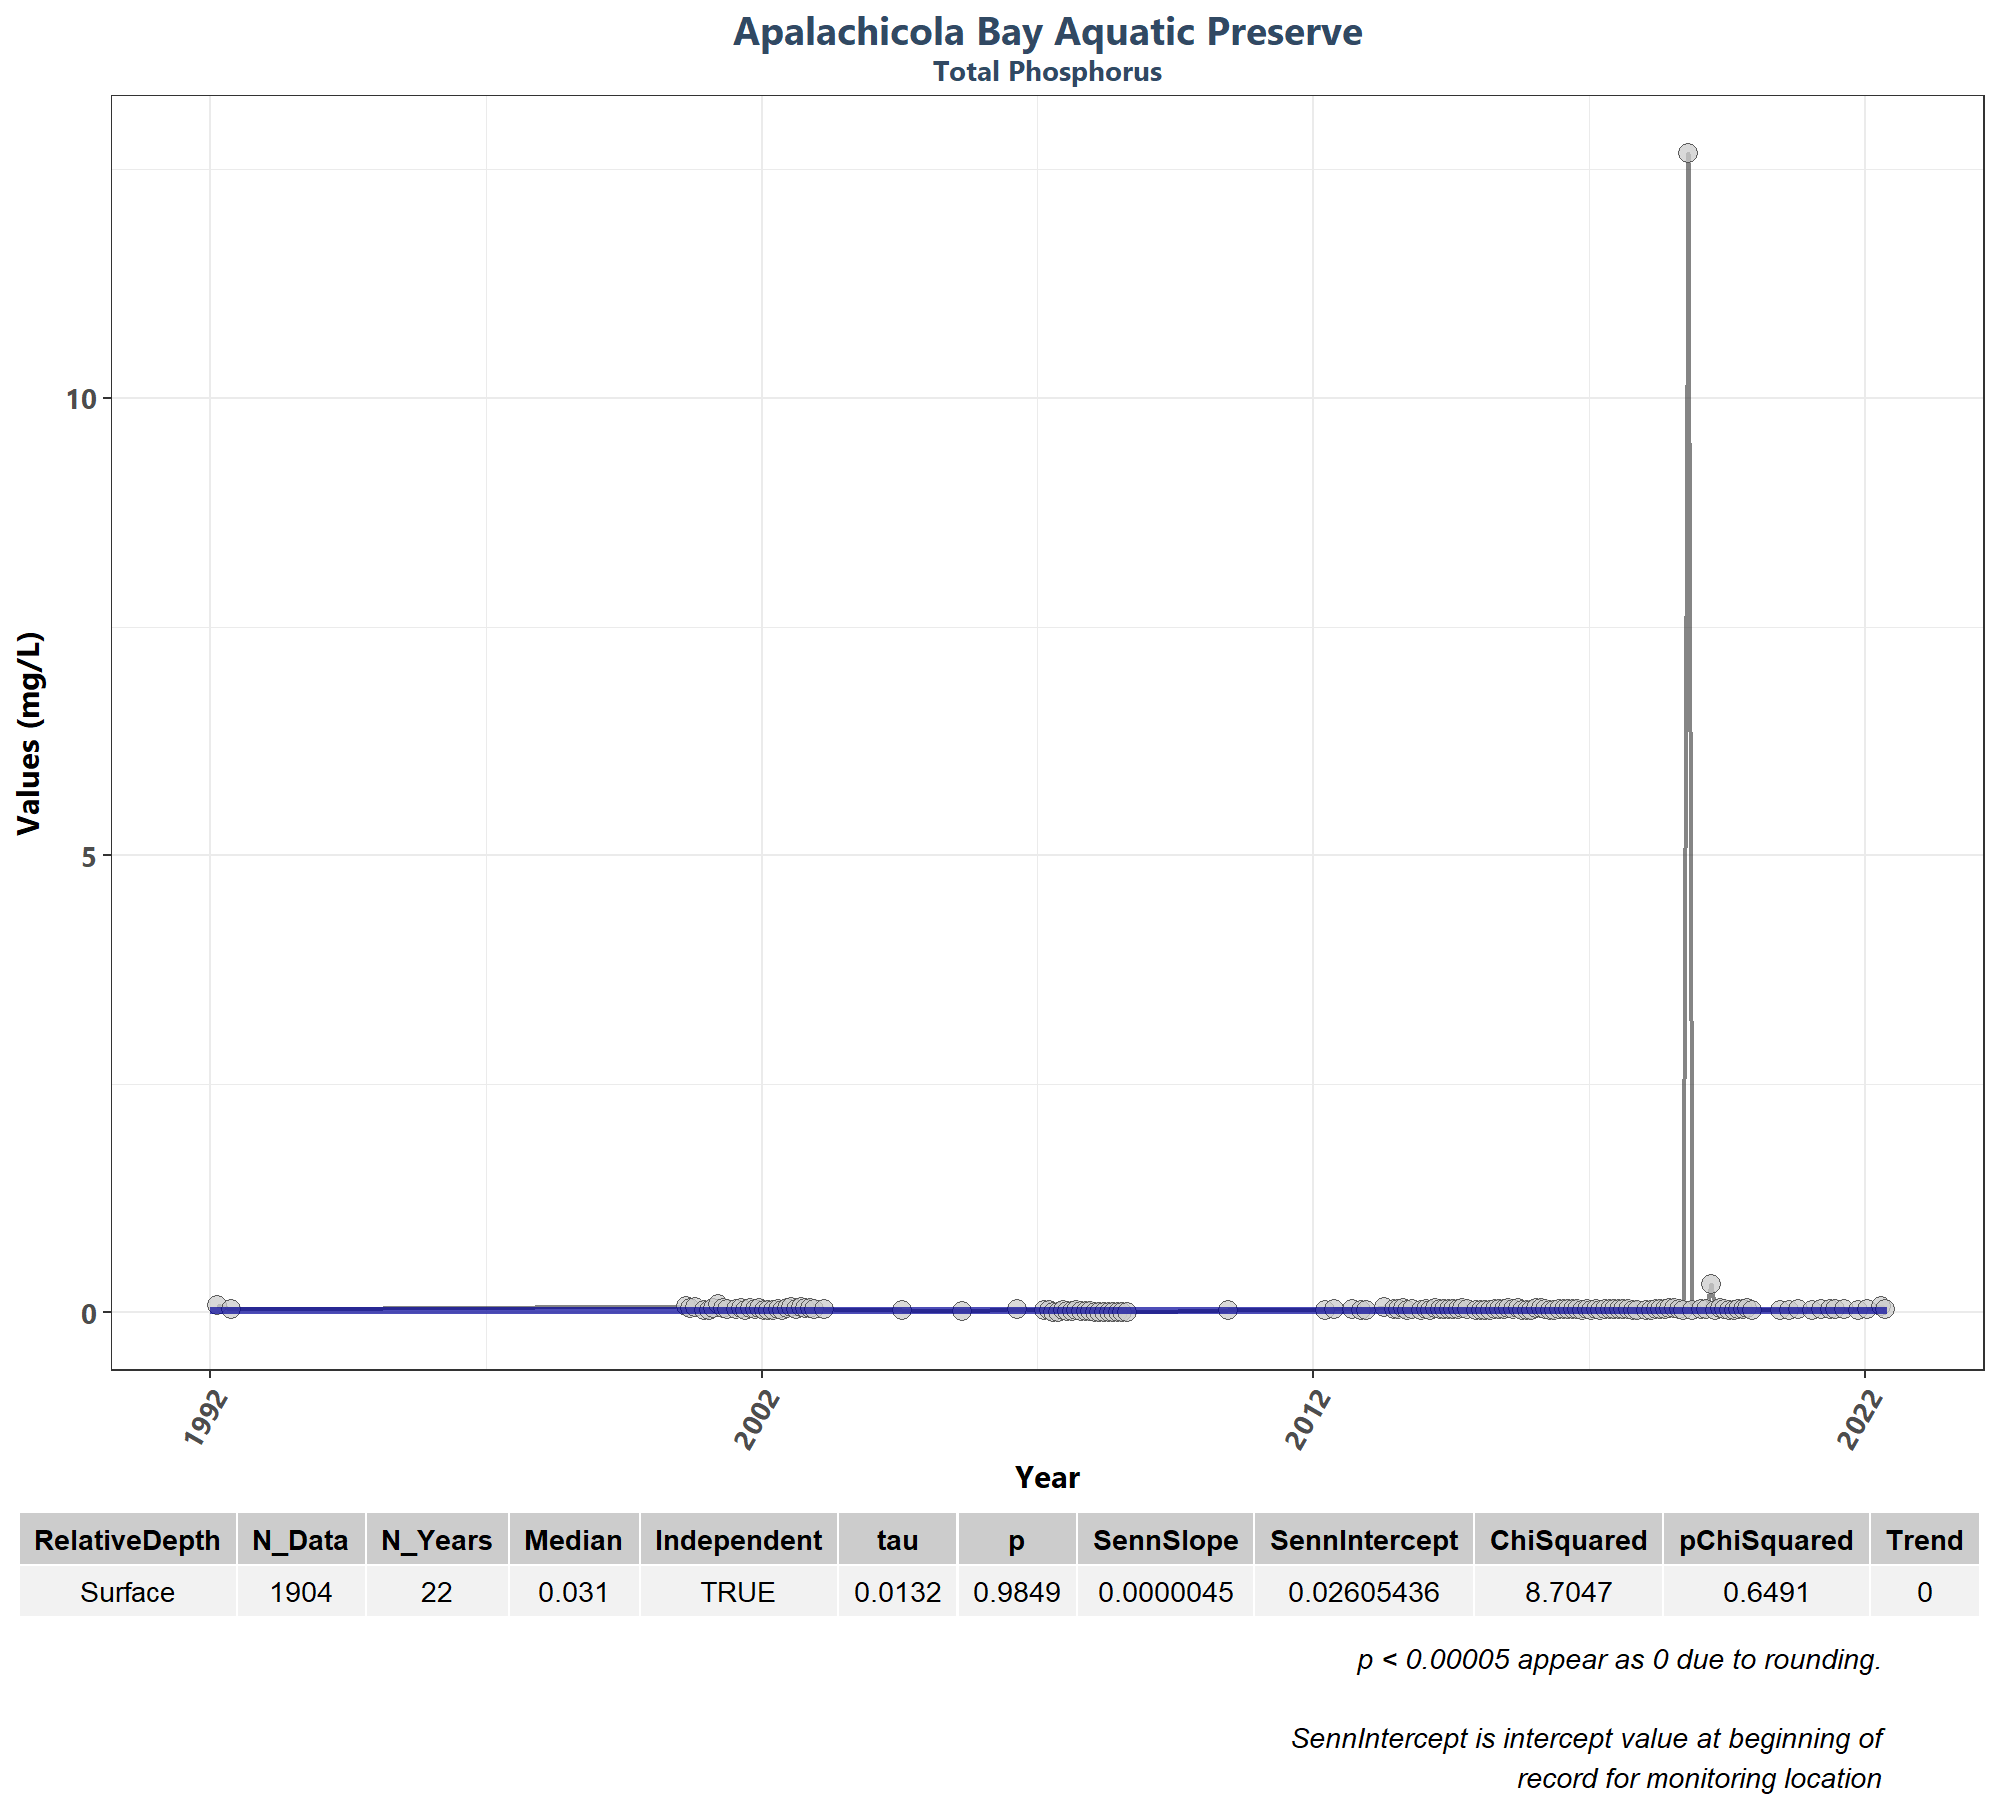 Apalachicola Bay Aquatic Preserve
Total Phosphorus
Values (mg/L)
10
5
0
1992 2002 2012 2022
Year
RelativeDepth N_Data N_Years Median Independent tau p SennSlope SennIntercept ChiSquared pChiSquared Trend
Surface 1904 22 0.031 TRUE 0.0132 0.9849 0.0000045 0.02605436 8.7047 0.6491 0
p < 0.00005 appear as 0 due to rounding.
SennIntercept is intercept value at beginning of
record for monitoring location